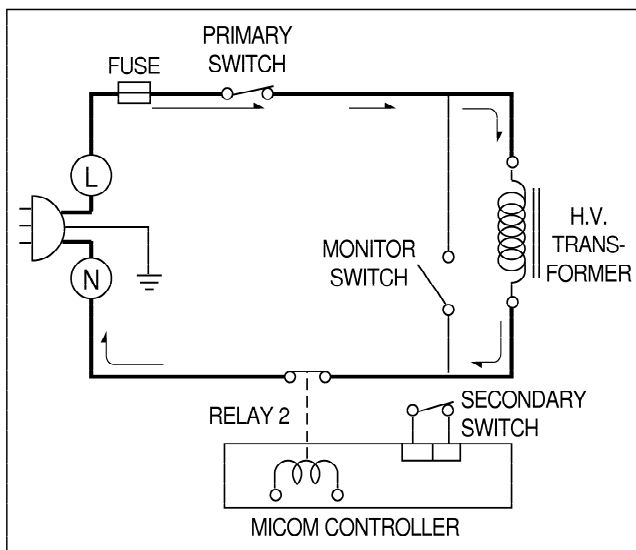 PRIMARY
SWITCH
FUSE
L
H.V.
TRANS-
FORMER
MONITOR
SWITCH
N
RELAY 2
SECONDARY
SWITCH
MICOM CONTROLLER